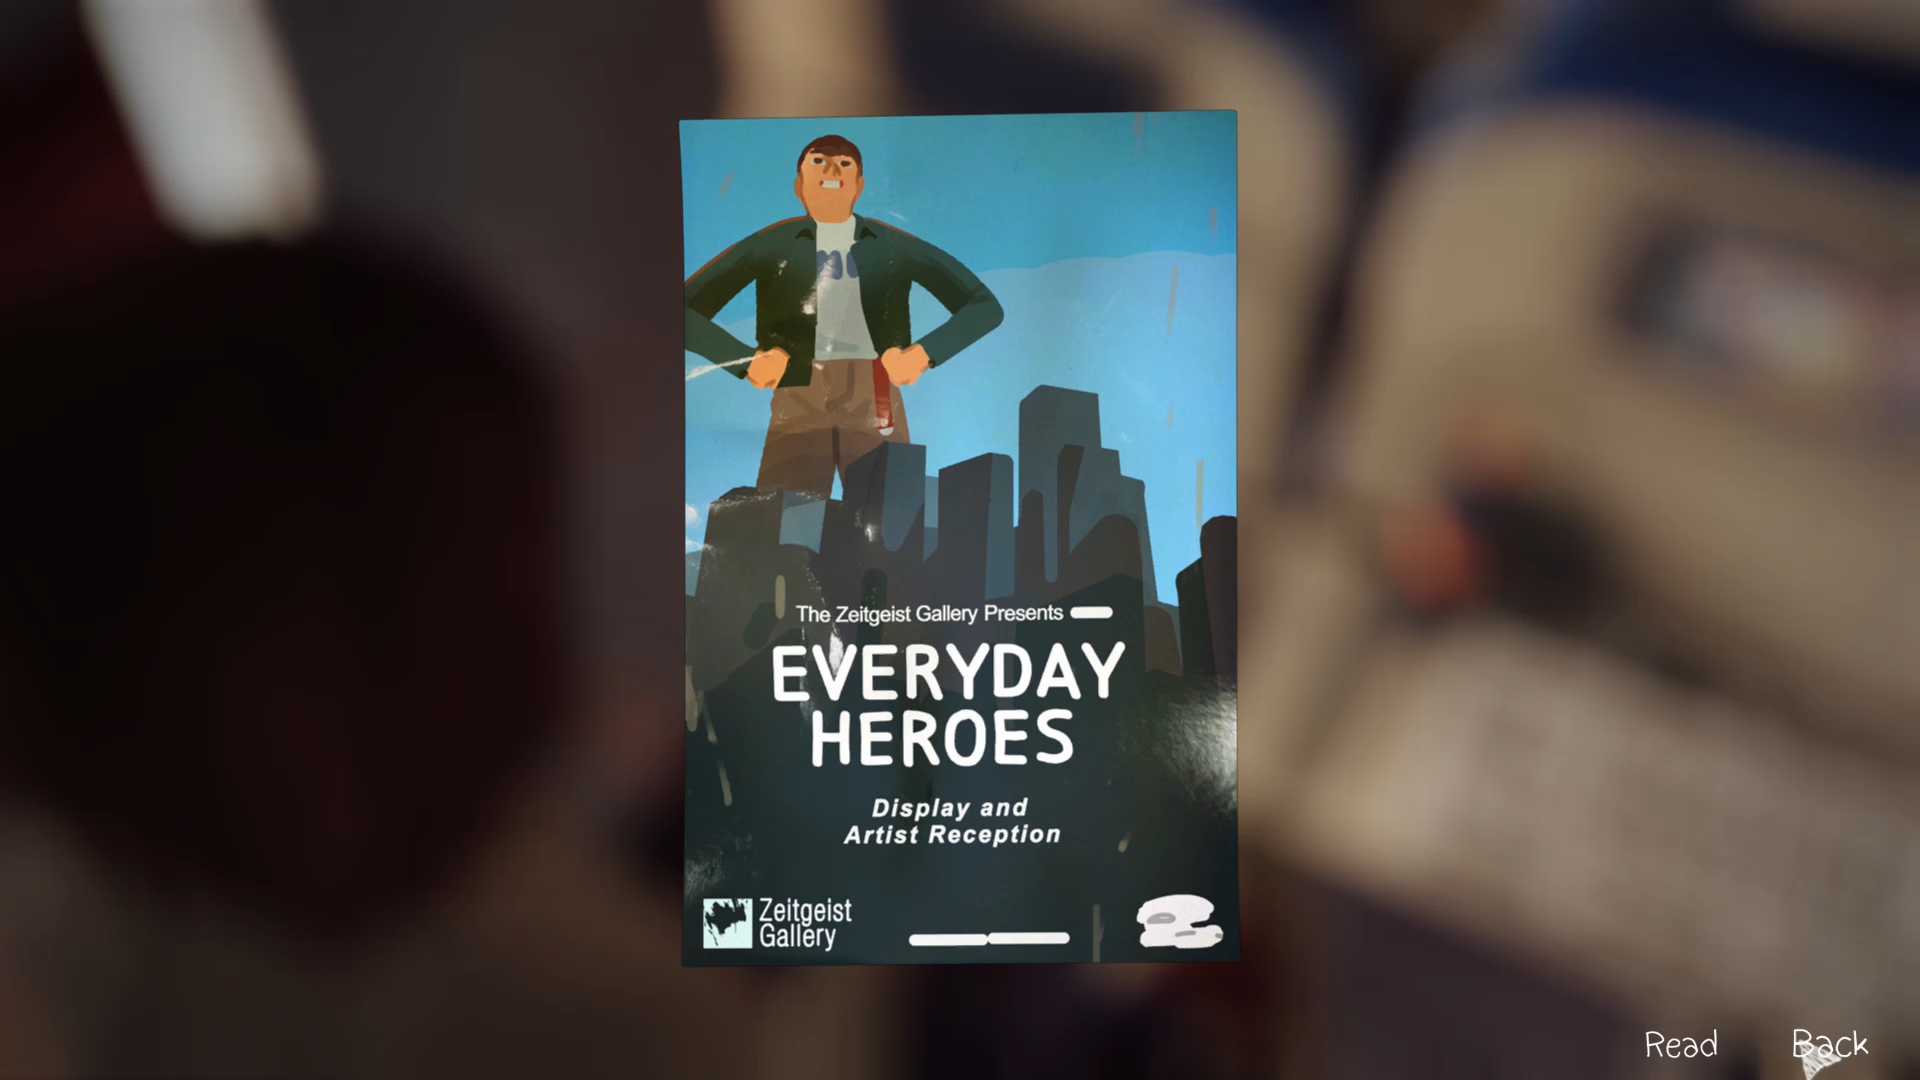 The Zeitgeist Gallery Presents
EVERYDAY
HEROES
Display and
Artist Reception
Zeitgeist
Gallery
Read
Back